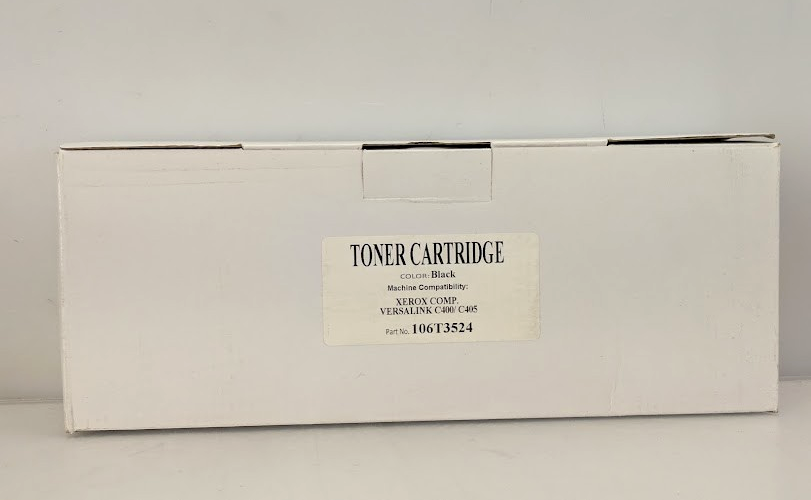 TONER CARTRIDGE
COLOR: Black
Machine Compatibility:
XEROX COMP.
VERSALINK C400/ C405
Part No. 106T3524